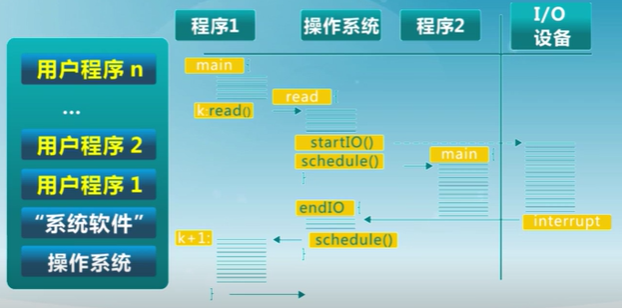 程序1
操作系统
程序2
I/O
设备
用户程序 n
...
用户程序 2
用户程序 1
“系统软件”
操作系统
main
k:read()
read
startIO()
schedule()
main
endIO
interrupt
k+1:
schedule()
}